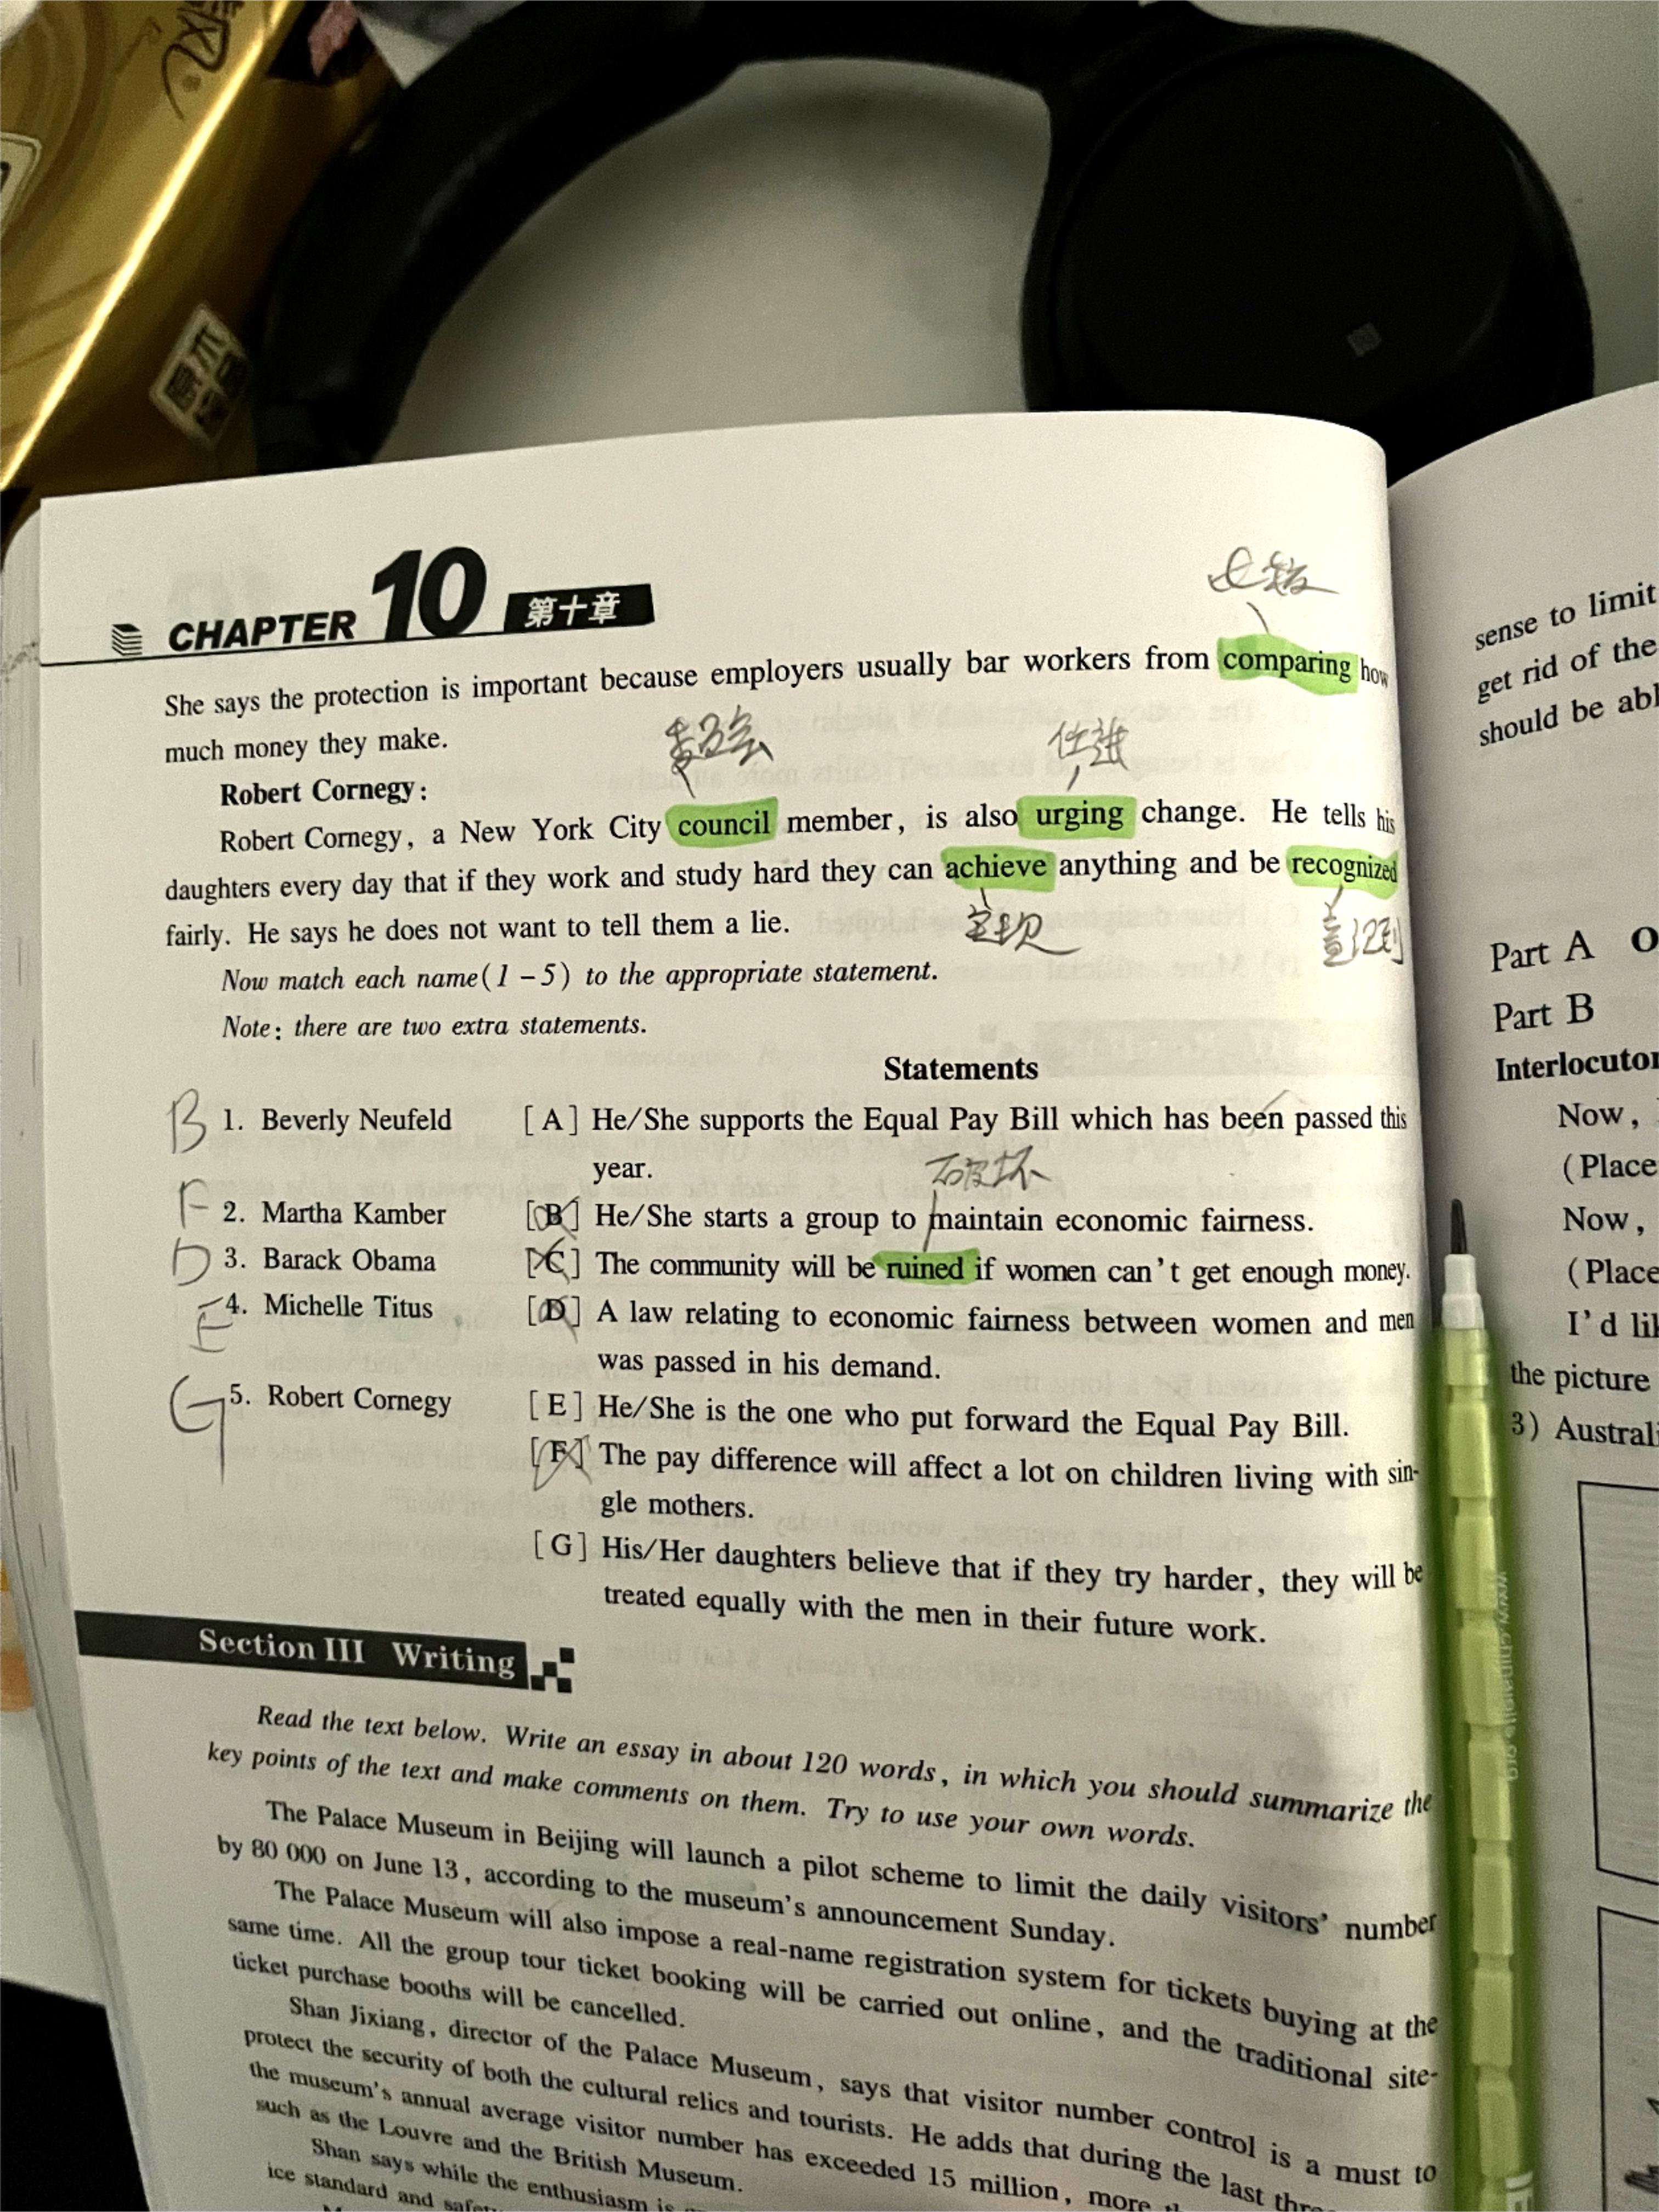 CHAPTER 10 第十章
比较
She says the protection is important because employers usually bar workers from comparing how
much money they make.
委员会 任进
Robert Cornegy:
Robert Cornegy, a New York City council member, is also urging change. He tells his
daughters every day that if they work and study hard they can achieve anything and be recognized
fairly. He says he does not want to tell them a lie.
实现 意识到
Now match each name(1-5) to the appropriate statement.
Note: there are two extra statements.
Statements
B 1. Beverly Neufeld [A] He/She supports the Equal Pay Bill which has been passed this
year.
破坏
F 2. Martha Kamber [B] He/She starts a group to maintain economic fairness.
D 3. Barack Obama [C] The community will be ruined if women can't get enough money.
E 4. Michelle Titus [D] A law relating to economic fairness between women and men
was passed in his demand.
G 5. Robert Cornegy [E] He/She is the one who put forward the Equal Pay Bill.
[F] The pay difference will affect a lot on children living with sin-
gle mothers.
[G] His/Her daughters believe that if they try harder, they will be
treated equally with the men in their future work.
Section III Writing
Read the text below. Write an essay in about 120 words, in which you should summarize the
key points of the text and make comments on them. Try to use your own words.
The Palace Museum in Beijing will launch a pilot scheme to limit the daily visitors' number
by 80 000 on June 13, according to the museum's announcement Sunday.
The Palace Museum will also impose a real-name registration system for tickets buying at the
same time. All the group tour ticket booking will be carried out online, and the traditional site-
ticket purchase booths will be cancelled.
Shan Jixiang, director of the Palace Museum, says that visitor number control is a must to
protect the security of both the cultural relics and tourists. He adds that during the last thre
the museum's annual average visitor number has exceeded 15 million, more
such as the Louvre and the British Museum.
Shan says while the enthusiasm is
ice standard and safety
sense to limit
get rid of the
should be abl
Part A O
Part B
Interlocutor
Now,
(Place
Now,
(Place
I'd lik
the picture
3) Austral